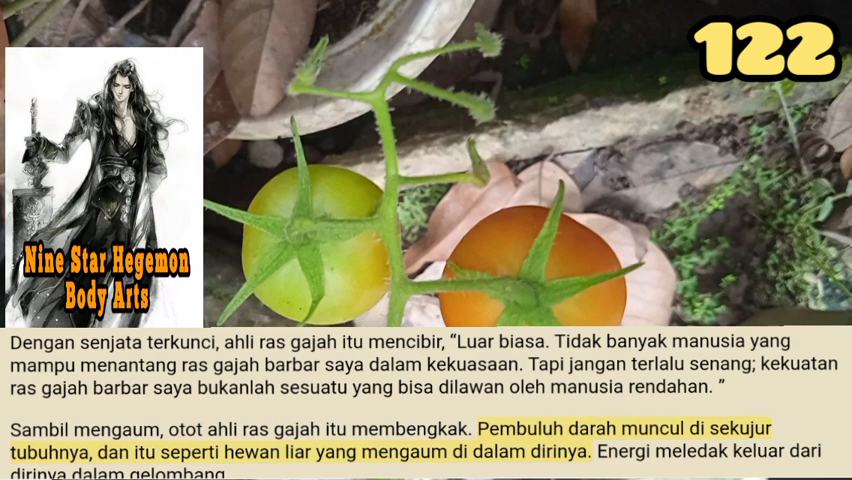 122
Nine Star Hegemon
Body Arts
Dengan senjata terkunci, ahli ras gajah itu mencibir, “Luar biasa. Tidak banyak manusia yang
mampu menantang ras gajah barbar saya dalam kekuasaan. Tapi jangan terlalu senang; kekuatan
ras gajah barbar saya bukanlah sesuatu yang bisa dilawan oleh manusia rendahan. ”
Sambil mengaum, otot ahli ras gajah itu membengkak. Pembuluh darah muncul di sekujur
tubuhnya, dan itu seperti hewan liar yang mengaum di dalam dirinya. Energi meledak keluar dari
dirinya dalam gelombang